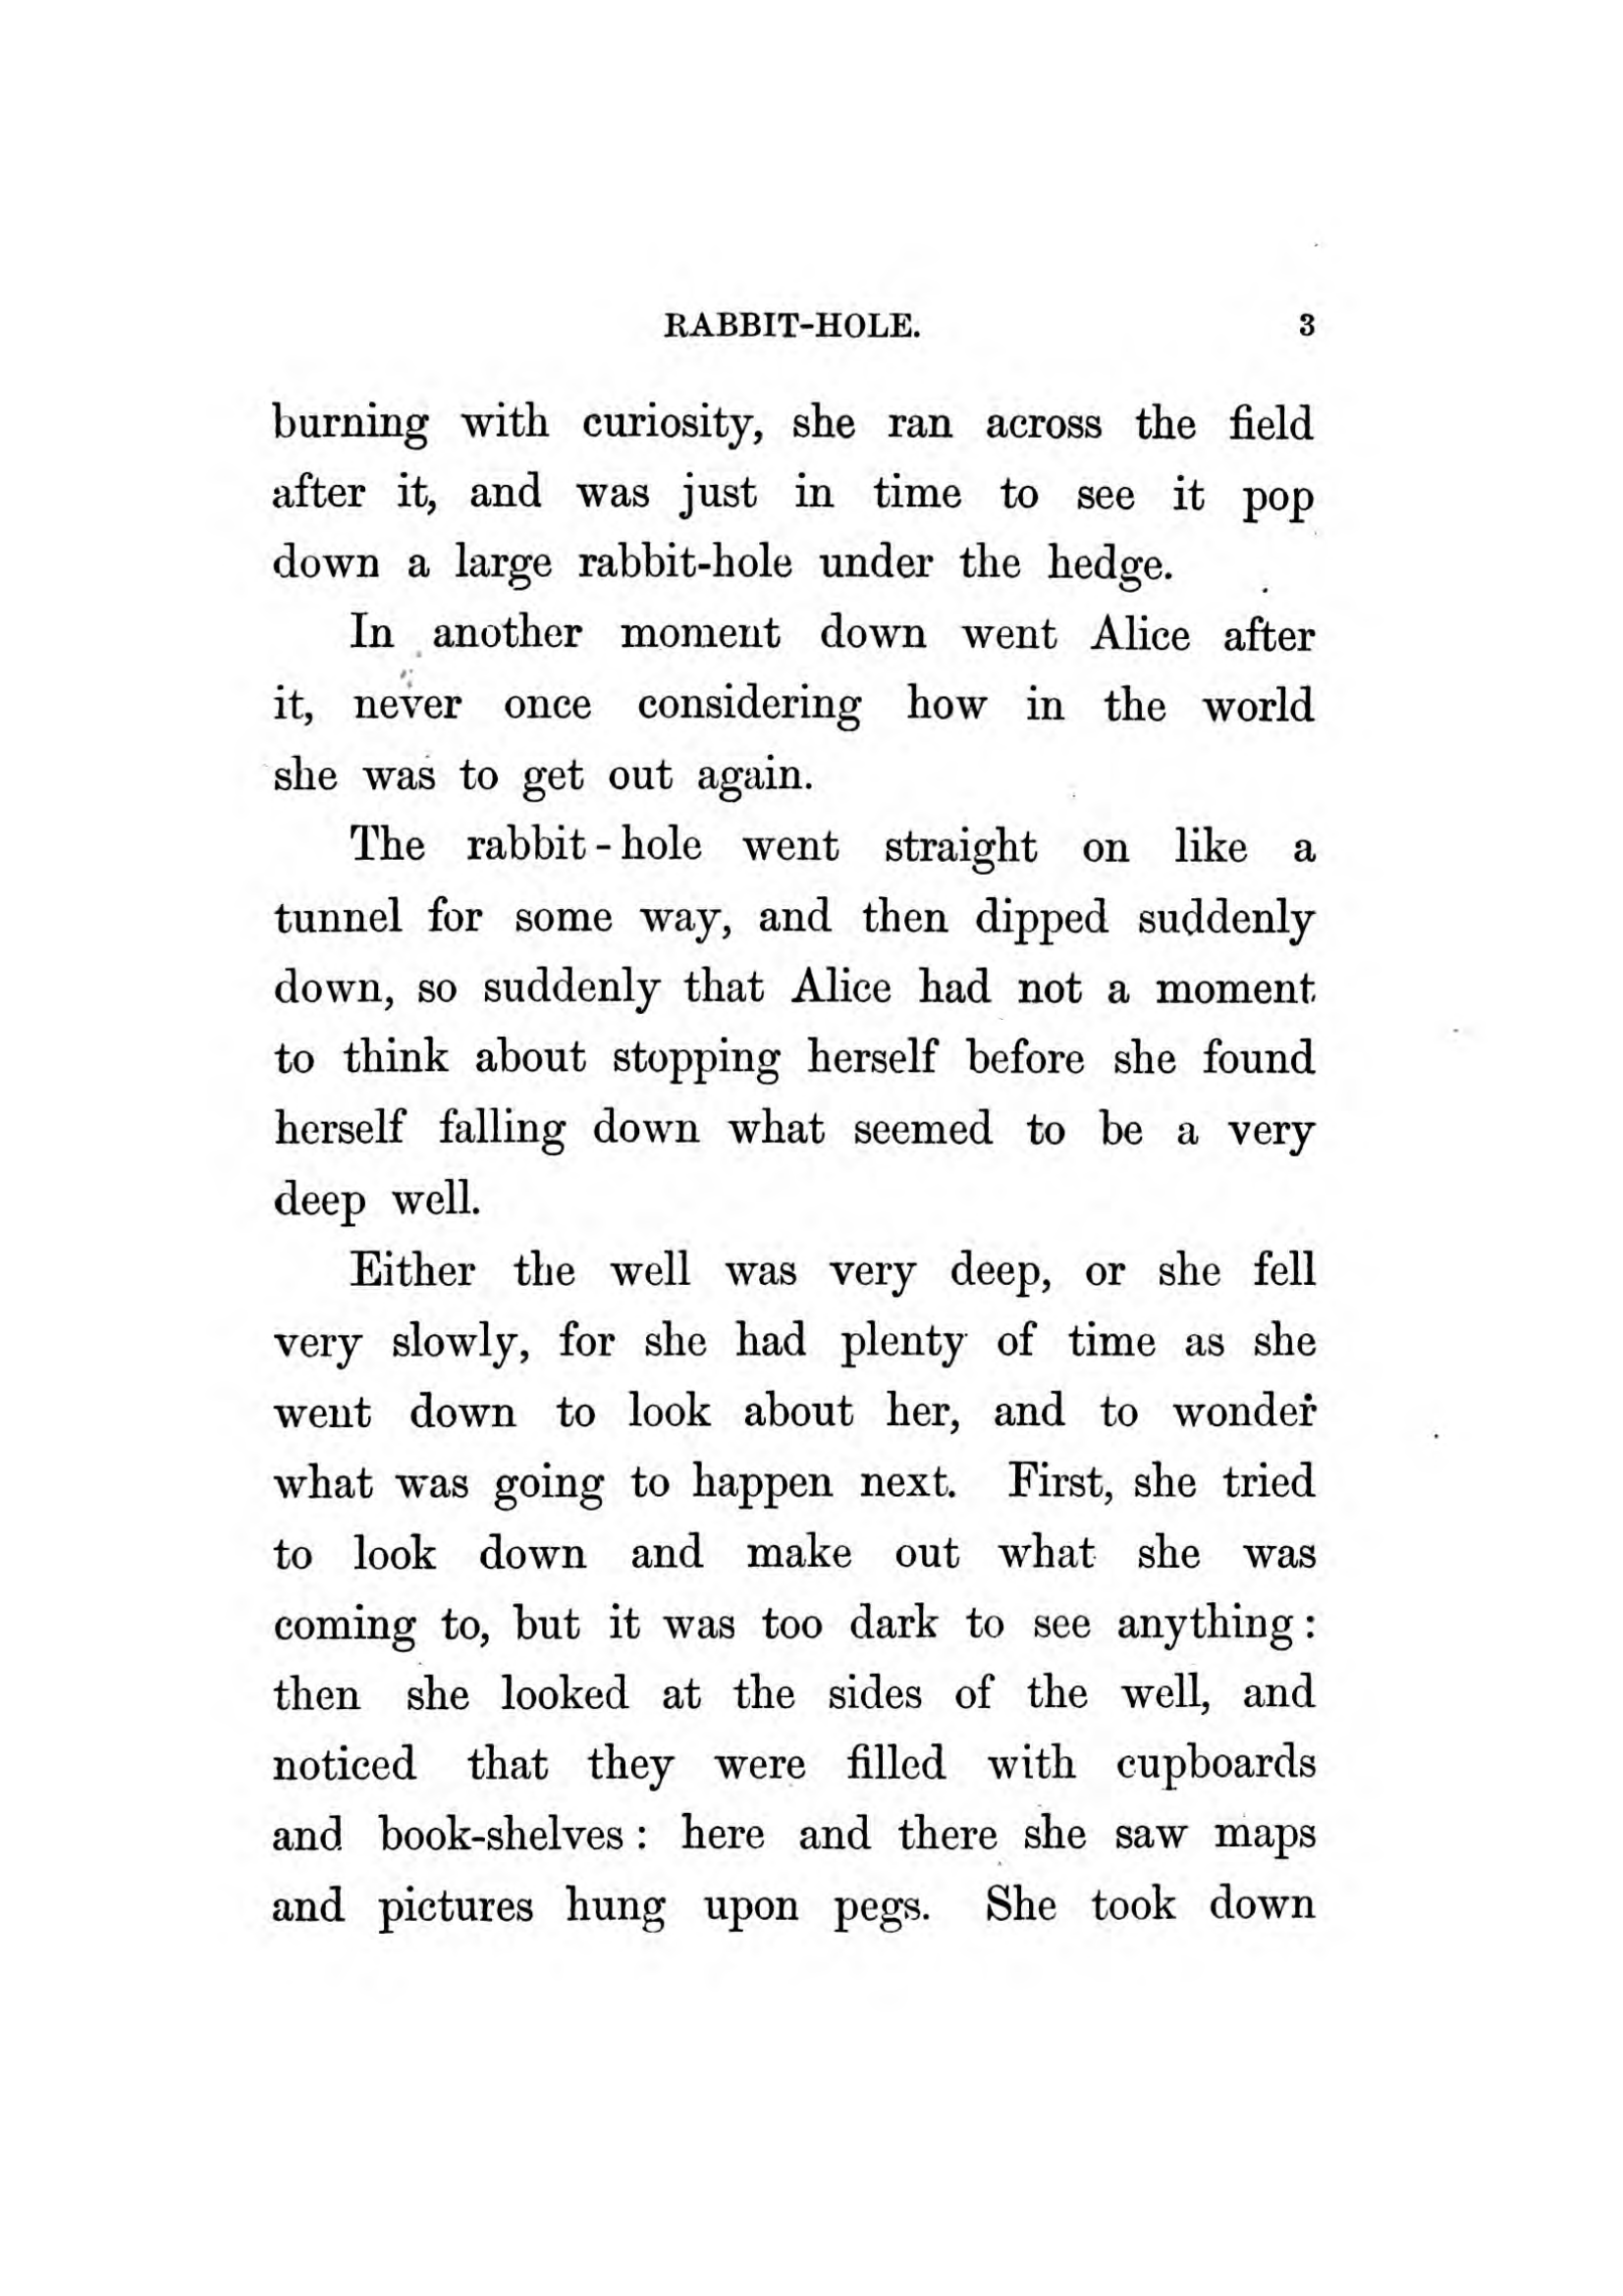 RABBIT-HOLE. 3
burning with curiosity, she ran across the field
after it, and was just in time to see it pop
down a large rabbit-hole under the hedge.
In another moment down went Alice after
it, never once considering how in the world
she was to get out again.
The rabbit-hole went straight on like a
tunnel for some way, and then dipped suddenly
down, so suddenly that Alice had not a moment
to think about stopping herself before she found
herself falling down what seemed to be a very
deep well.
Either the well was very deep, or she fell
very slowly, for she had plenty of time as she
went down to look about her, and to wonder
what was going to happen next. First, she tried
to look down and make out what she was
coming to, but it was too dark to see anything:
then she looked at the sides of the well, and
noticed that they were filled with cupboards
and book-shelves: here and there she saw maps
and pictures hung upon pegs. She took down